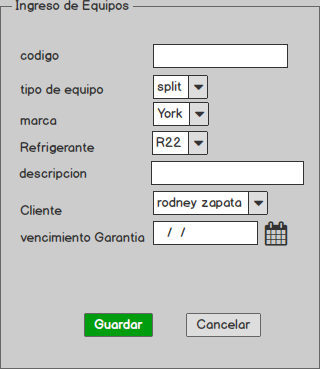 Ingreso de Equipos
codigo
tipo de equipo split
marca York
Refrigerante R22
descripcion
Cliente rodney zapata
vencimiento Garantia / /
Guardar Cancelar